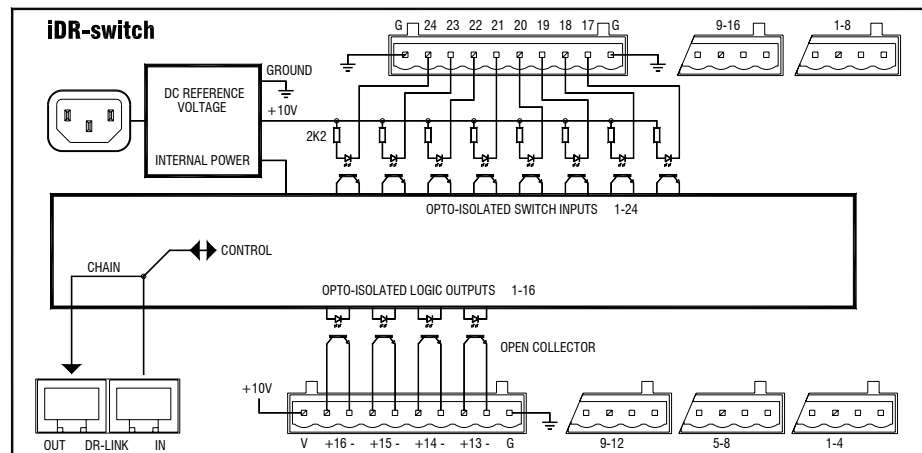 iDR-switch
G 24 23 22 21 20 19 18 17 G
9-16
1-8
GROUND
DC REFERENCE
VOLTAGE
+10V
2K2
INTERNAL POWER
OPTO-ISOLATED SWITCH INPUTS 1-24
CONTROL
CHAIN
OPTO-ISOLATED LOGIC OUTPUTS 1-16
OPEN COLLECTOR
+10V
OUT DR-LINK IN
V +16 - +15 - +14 - +13 - G
9-12
5-8
1-4